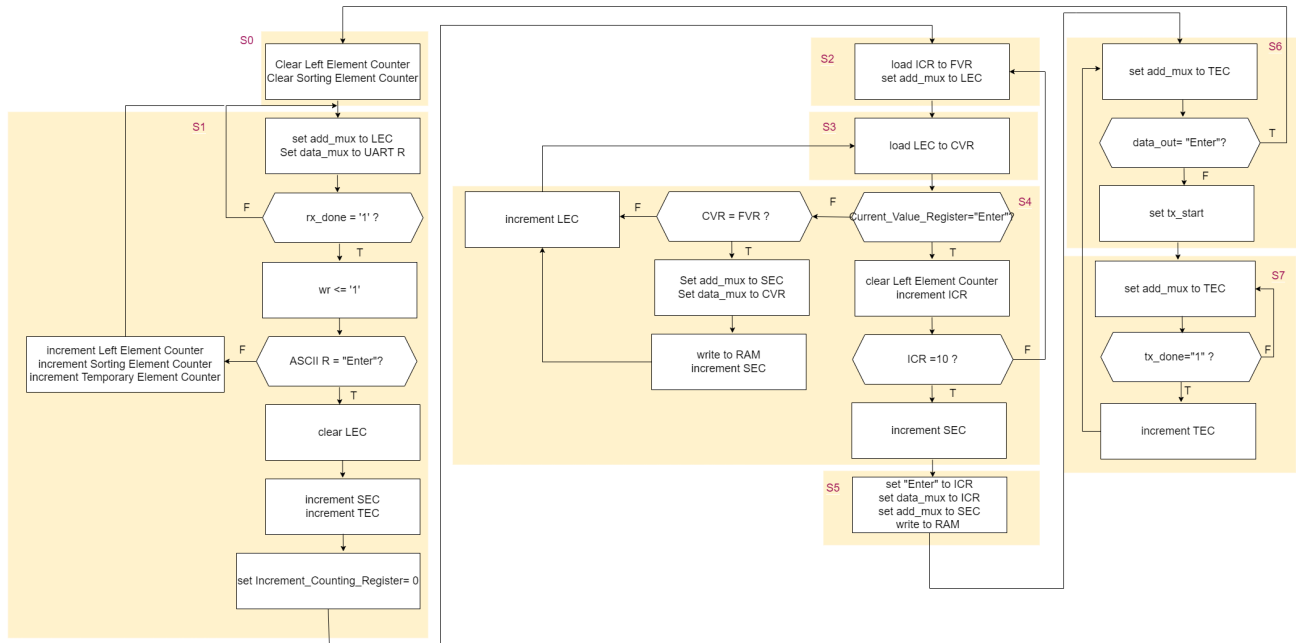 S0
Clear Left Element Counter
Clear Sorting Element Counter
S1
set add_mux to LEC
Set data_mux to UART R
F
rx_done = '1' ?
T
wr <= '1'
F
ASCII R = "Enter"?
T
increment Left Element Counter
increment Sorting Element Counter
increment Temporary Element Counter
clear LEC
increment SEC
increment TEC
set Increment_Counting_Register= 0
S2
load ICR to FVR
set add_mux to LEC
S3
load LEC to CVR
S4
increment LEC
F
CVR = FVR ?
F
Current_Value_Register="Enter"?
T
T
Set add_mux to SEC
Set data_mux to CVR
clear Left Element Counter
increment ICR
write to RAM
increment SEC
ICR =10 ?
F
T
increment SEC
S5
set "Enter" to ICR
set data_mux to ICR
set add_mux to SEC
write to RAM
S6
set add_mux to TEC
data_out= "Enter"?
T
F
set tx_start
S7
set add_mux to TEC
tx_done="1" ?
F
T
increment TEC